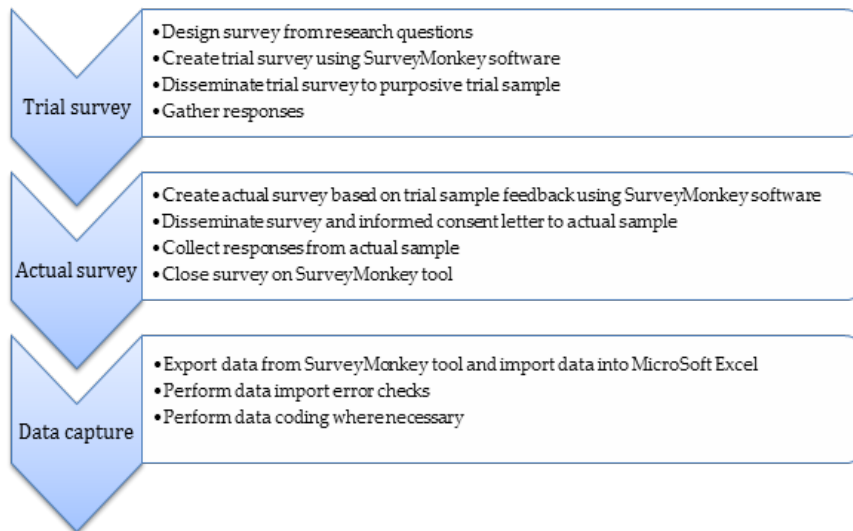 Trial survey
•Design survey from research questions
•Create trial survey using SurveyMonkey software
•Disseminate trial survey to purposive trial sample
•Gather responses
Actual survey
•Create actual survey based on trial sample feedback using SurveyMonkey software
•Disseminate survey and informed consent letter to actual sample
•Collect responses from actual sample
•Close survey on SurveyMonkey tool
Data capture
•Export data from SurveyMonkey tool and import data into MicroSoft Excel
•Perform data import error checks
•Perform data coding where necessary